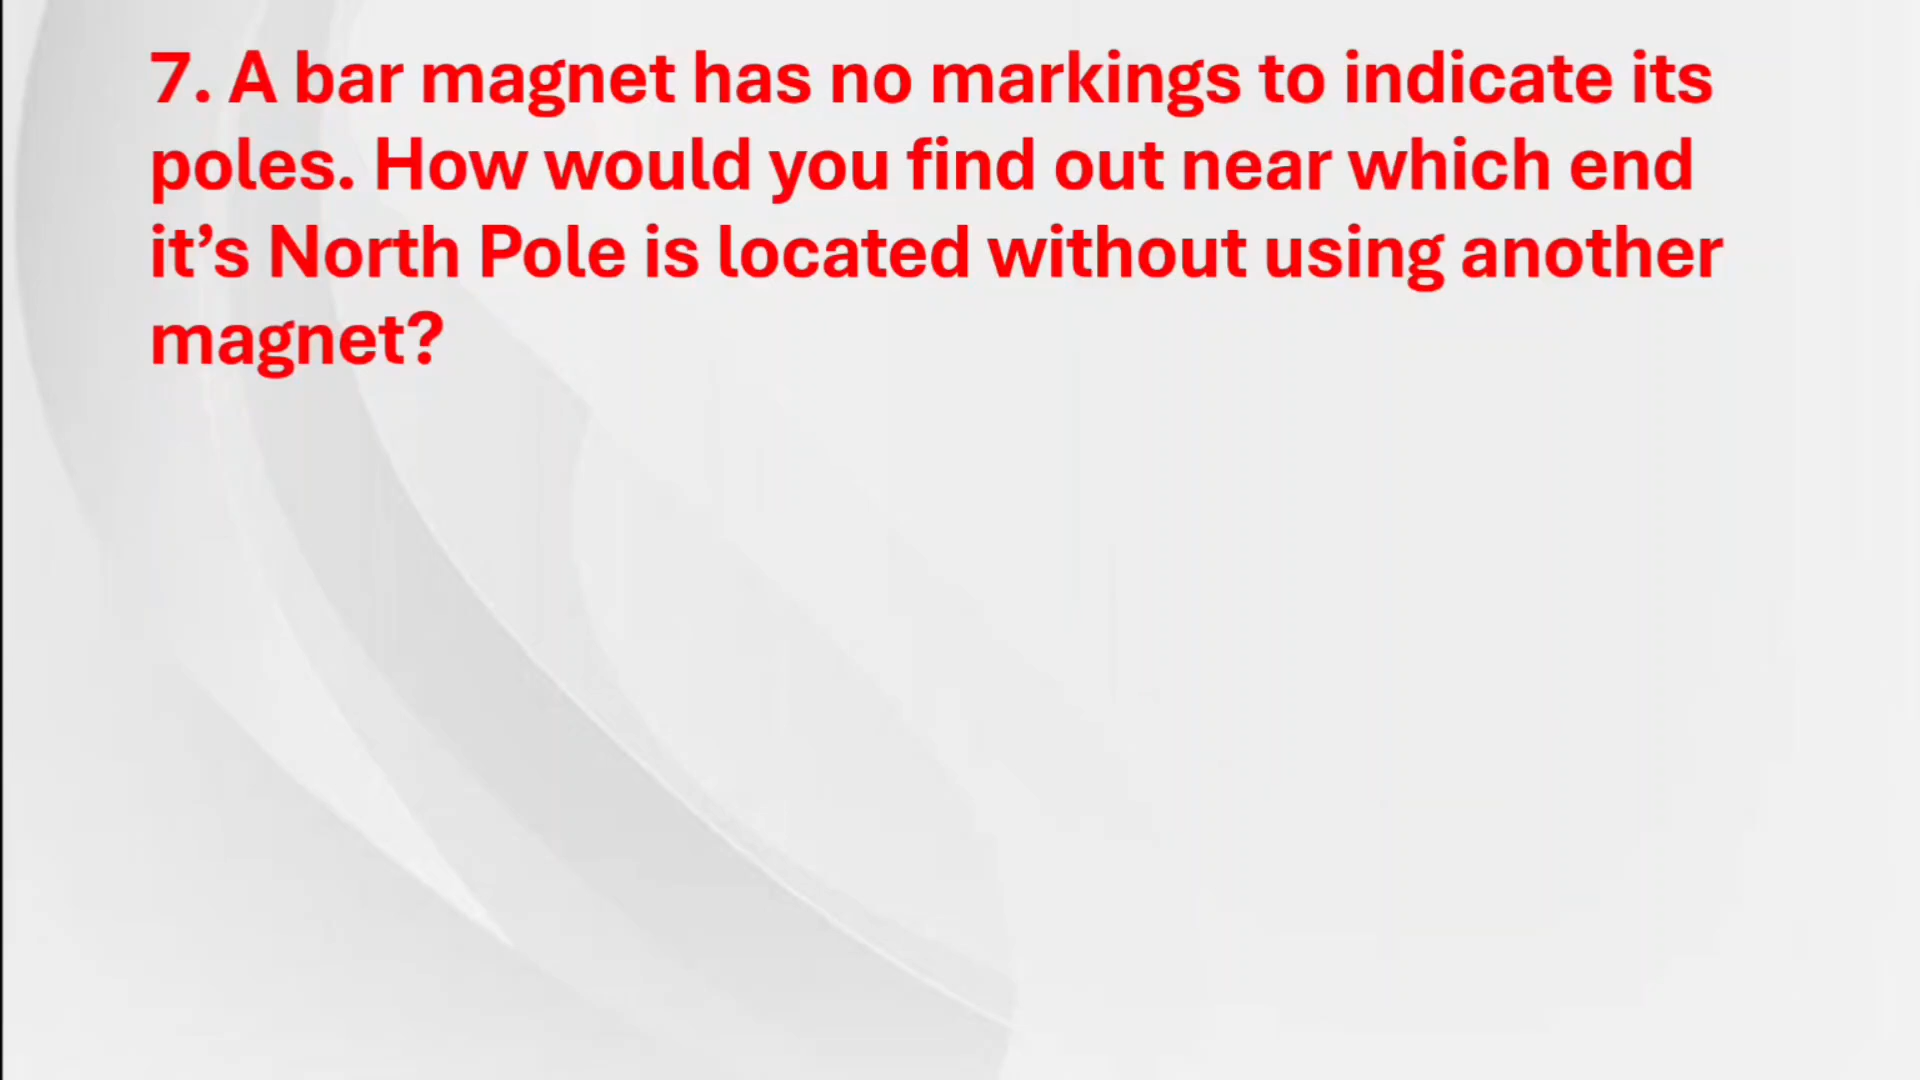 7. A bar magnet has no markings to indicate its
poles. How would you find out near which end
it’s North Pole is located without using another
magnet?